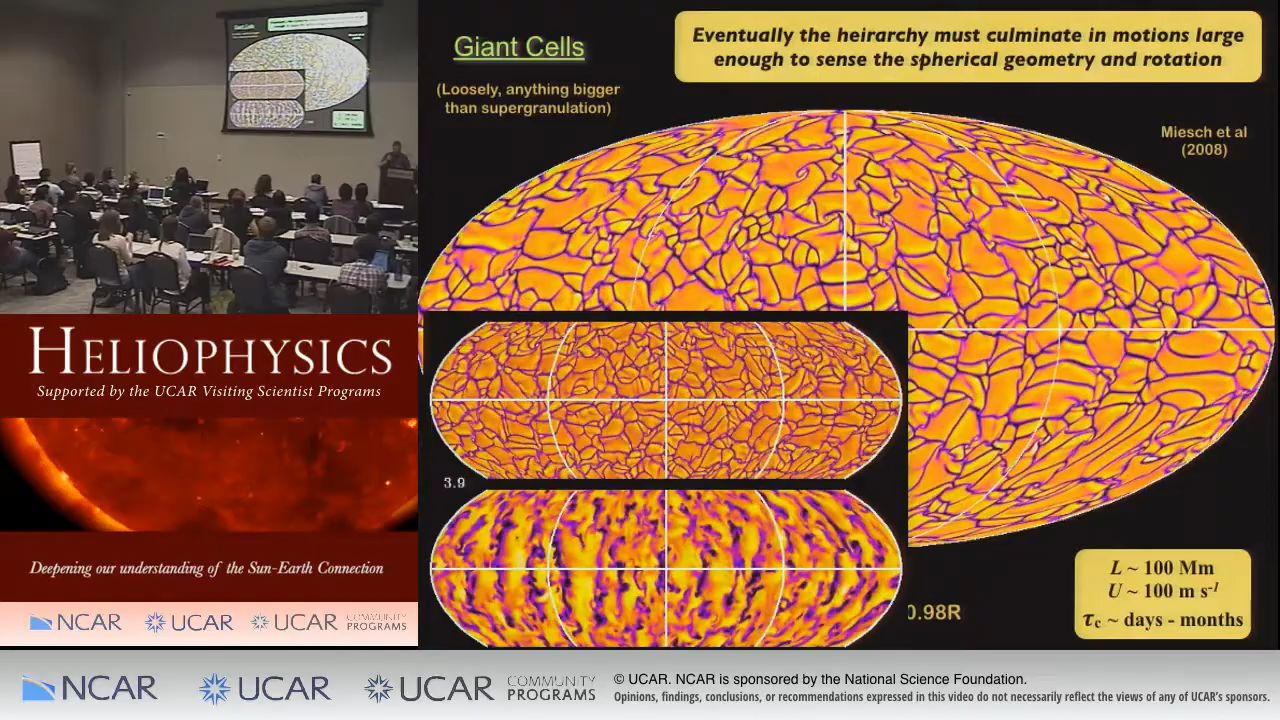 Giant Cells
(Loosely, anything bigger
than supergranulation)
Eventually the heirarchy must culminate in motions large
enough to sense the spherical geometry and rotation
Miesch et al
(2008)
3.9
0.98R
L ~ 100 Mm
U ~ 100 m s-1
τc ~ days - months
HELIOPHYSICS
Supported by the UCAR Visiting Scientist Programs
Deepening our understanding of the Sun-Earth Connection
NCAR
UCAR
UCAR
COMMUNITY
PROGRAMS
NCAR
UCAR
UCAR
COMMUNITY
PROGRAMS
© UCAR. NCAR is sponsored by the National Science Foundation.
Opinions, findings, conclusions, or recommendations expressed in this video do not necessarily reflect the views of any of UCAR's sponsors.